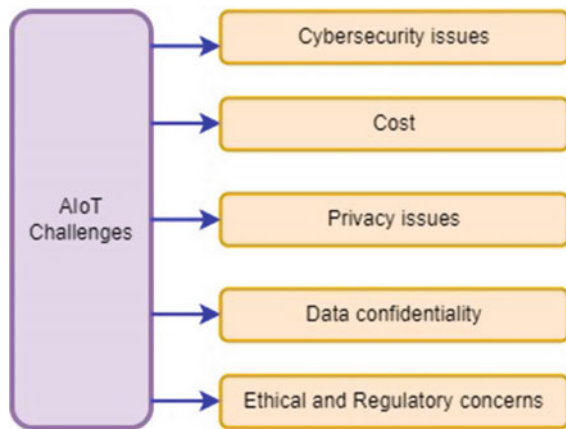 AIoT
Challenges
Cybersecurity issues
Cost
Privacy issues
Data confidentiality
Ethical and Regulatory concerns